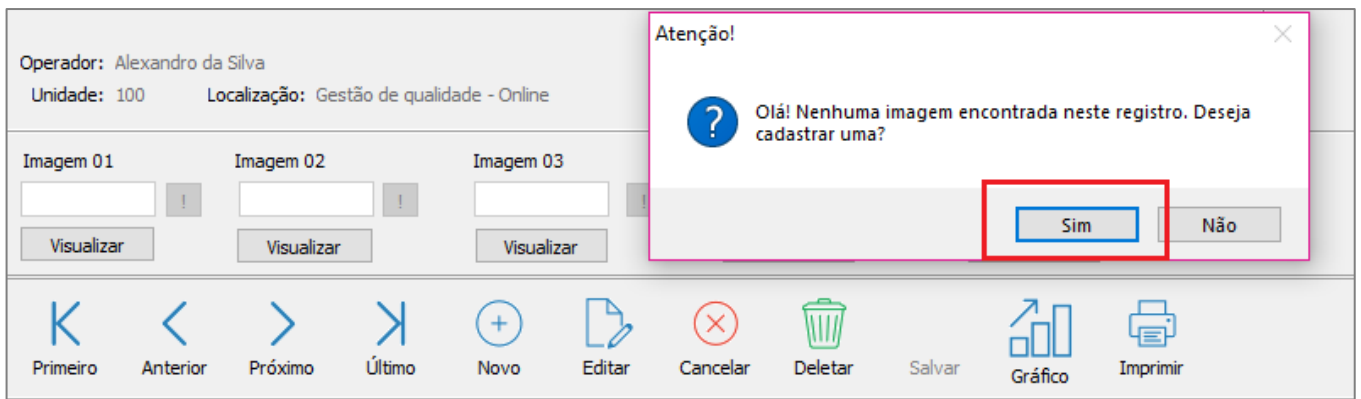 Atenção!
Operador: Alexandro da Silva
Unidade: 100 Localização: Gestão de qualidade - Online
Olá! Nenhuma imagem encontrada neste registro. Deseja
cadastrar uma?
Sim Não
Imagem 01 Imagem 02 Imagem 03
! ! !
Visualizar Visualizar Visualizar
Primeiro Anterior Próximo Último Novo Editar Cancelar Deletar Salvar Gráfico Imprimir